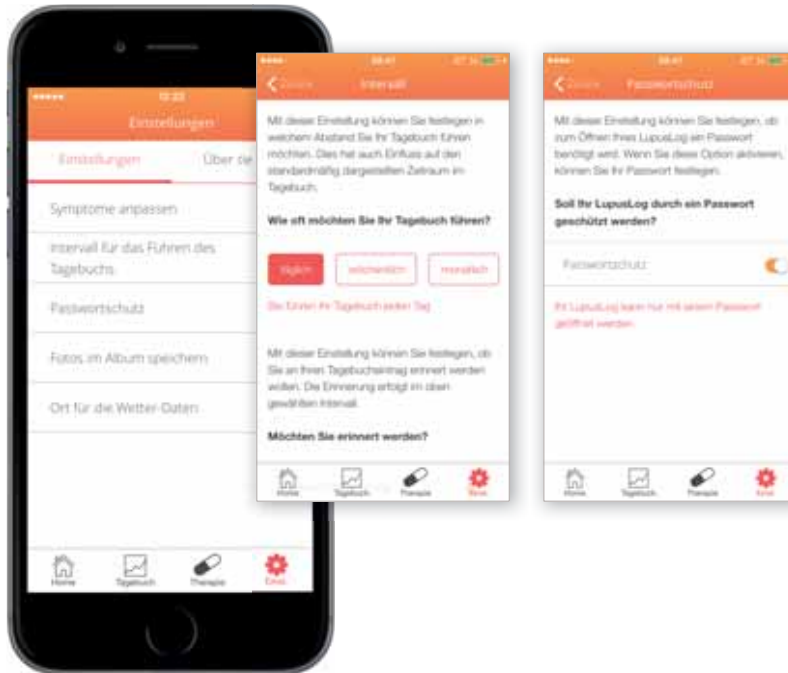 Einstellungen
Einstellungen
Symptome anpassen
Intervall für das Führen des
Tagebuchs
Passwortschutz
Fotos im Album speichern
Ort für die Wetter-Daten
Home Tagebuch Therapie Einst.
Zurück Intervall
Mit dieser Einstellung können Sie festlegen in
welchem Abstand Sie Ihr Tagebuch führen
möchten. Dies hat auch Einfluss auf den
standardmäßig dargestellten Zeitraum im
Tagebuch.
Wie oft möchten Sie Ihr Tagebuch führen?
täglich wöchentlich monatlich
Sie führen Ihr Tagebuch jeden Tag
Mit dieser Einstellung können Sie festlegen, ob
Sie an Ihren Tagebucheintrag erinnert werden
wollen. Die Erinnerung erfolgt im oben
gewählten Intervall.
Möchten Sie erinnert werden?
Home Tagebuch Therapie Einst.
Zurück Passwortschutz
Mit dieser Einstellung können Sie festlegen, ob
zum Öffnen Ihres LupusLog ein Passwort
benötigt wird. Wenn Sie diese Option aktivieren,
können Sie Ihr Passwort festlegen.
Soll Ihr LupusLog durch ein Passwort
geschützt werden?
Passwortschutz
Ihr LupusLog kann nur mit einem Passwort
geöffnet werden.
Home Tagebuch Therapie Einst.